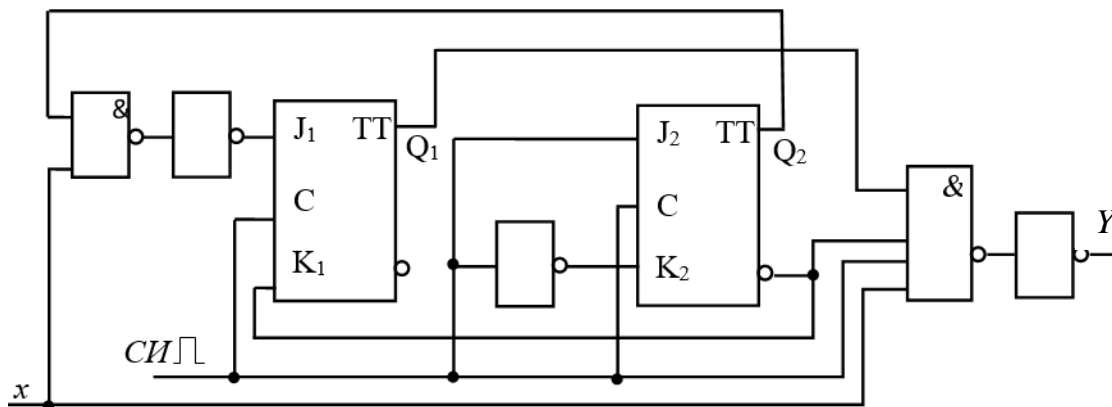 & J₁ TT Q₁ J₂ TT Q₂ &
C C Y
K₁ K₂
СИ
x